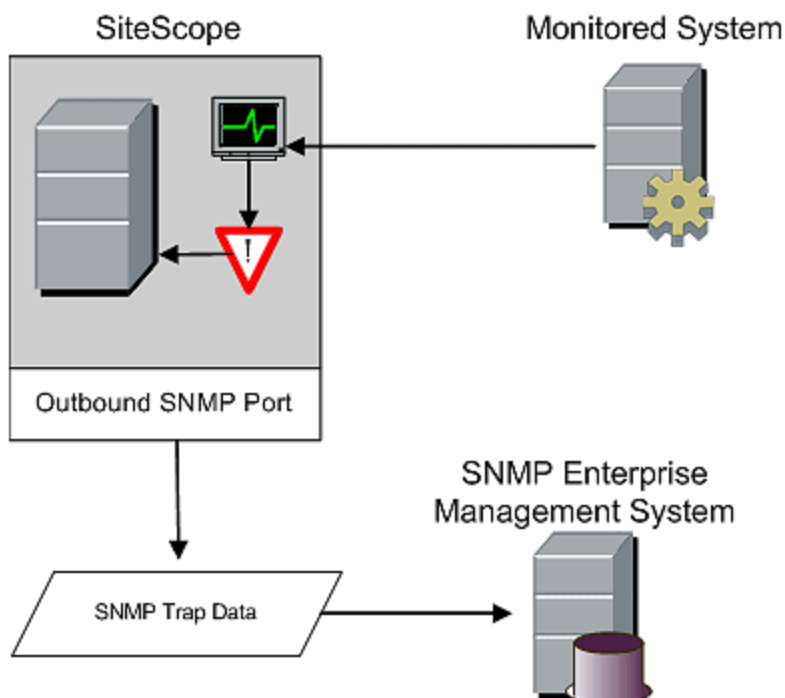 SiteScope
Monitored System
!
Outbound SNMP Port
SNMP Enterprise
Management System
SNMP Trap Data